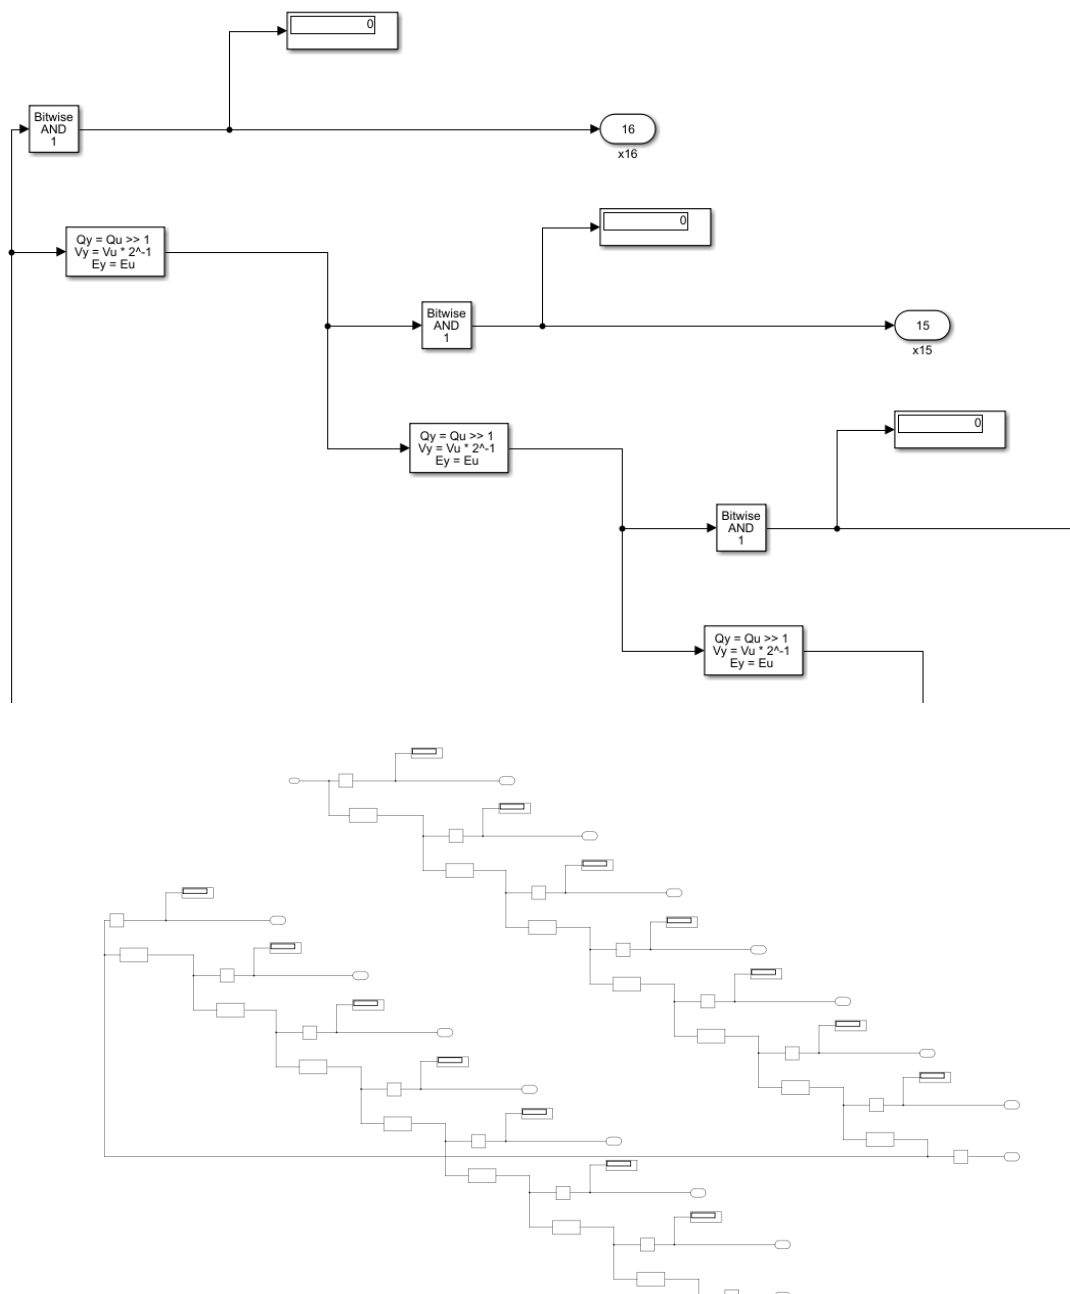 0
Bitwise
AND
1
16
x16
Qy = Qu >> 1
Vy = Vu * 2^-1
Ey = Eu
0
Bitwise
AND
1
15
x15
Qy = Qu >> 1
Vy = Vu * 2^-1
Ey = Eu
0
Bitwise
AND
1
Qy = Qu >> 1
Vy = Vu * 2^-1
Ey = Eu